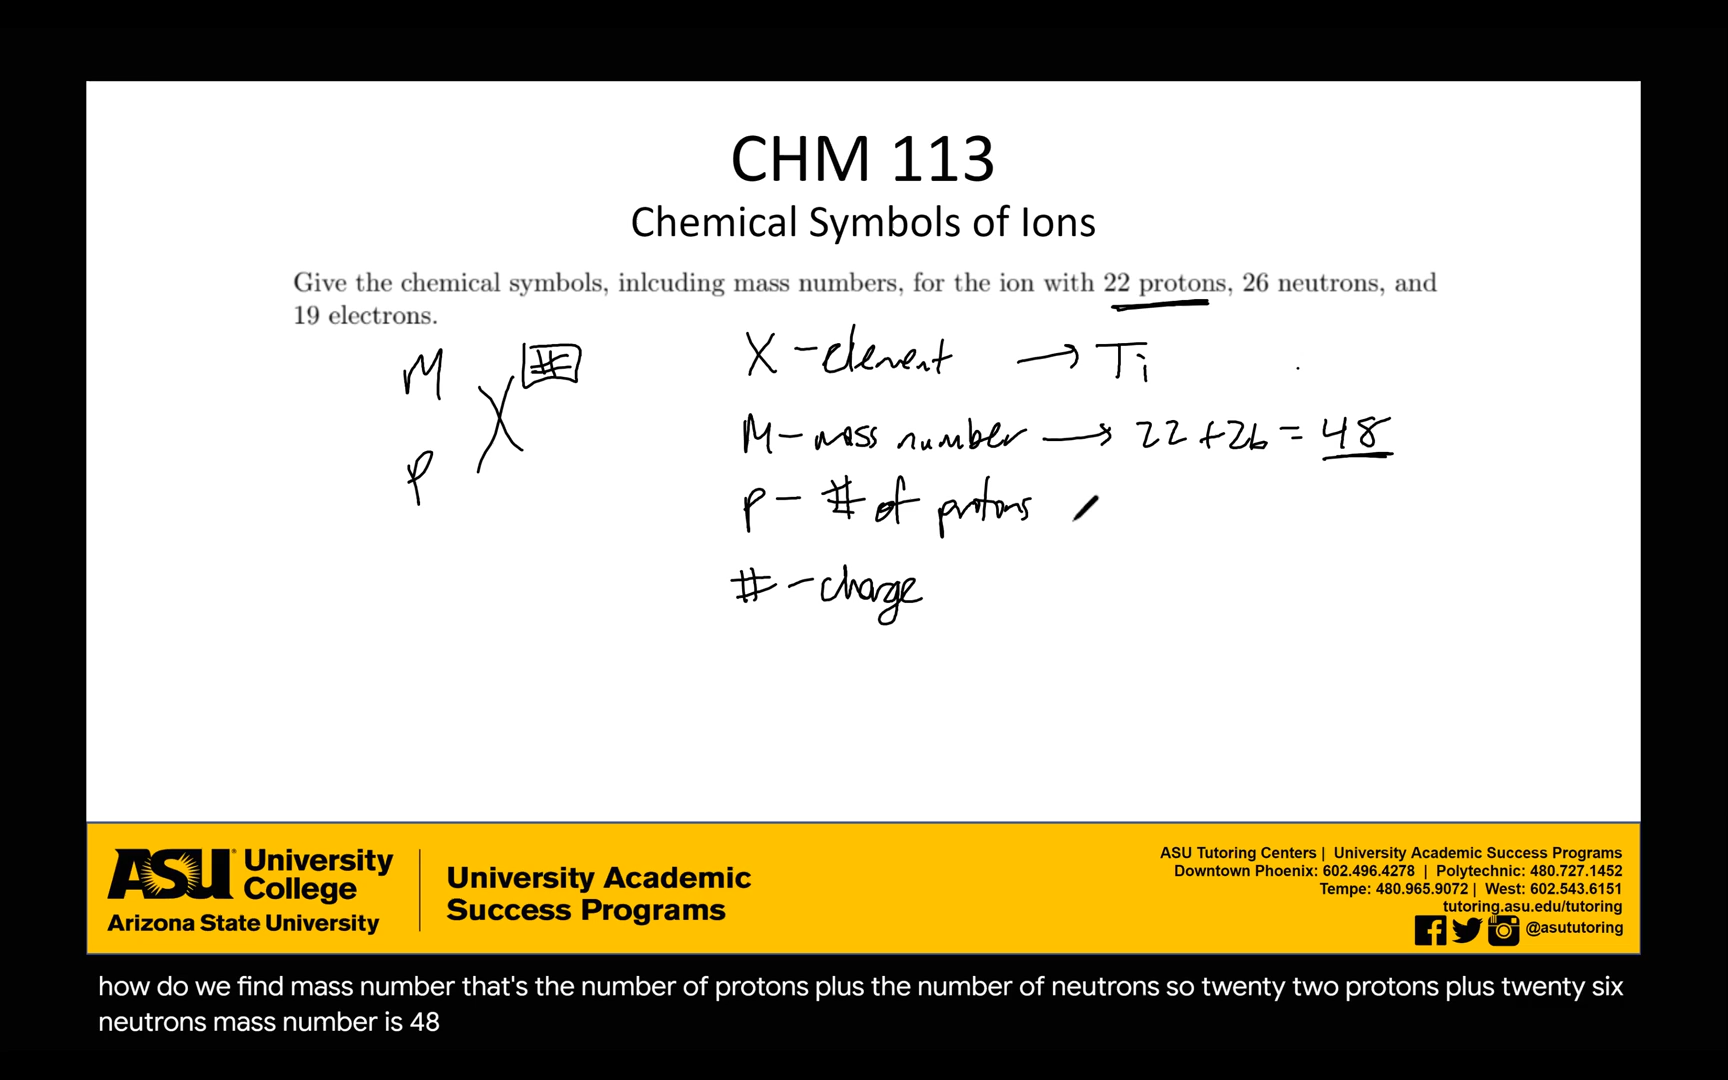 CHM 113
Chemical Symbols of Ions
Give the chemical symbols, inlcuding mass numbers, for the ion with 22 protons, 26 neutrons, and
19 electrons.
M X #
P
X - element → Ti
M - mass number → 22 + 26 = 48
P - # of protons
# - charge
ASU University College
Arizona State University
University Academic
Success Programs
ASU Tutoring Centers | University Academic Success Programs
Downtown Phoenix: 602.496.4278 | Polytechnic: 480.727.1452
Tempe: 480.965.9072 | West: 602.543.6151
tutoring.asu.edu/tutoring
@asututoring
how do we find mass number that's the number of protons plus the number of neutrons so twenty two protons plus twenty six
neutrons mass number is 48